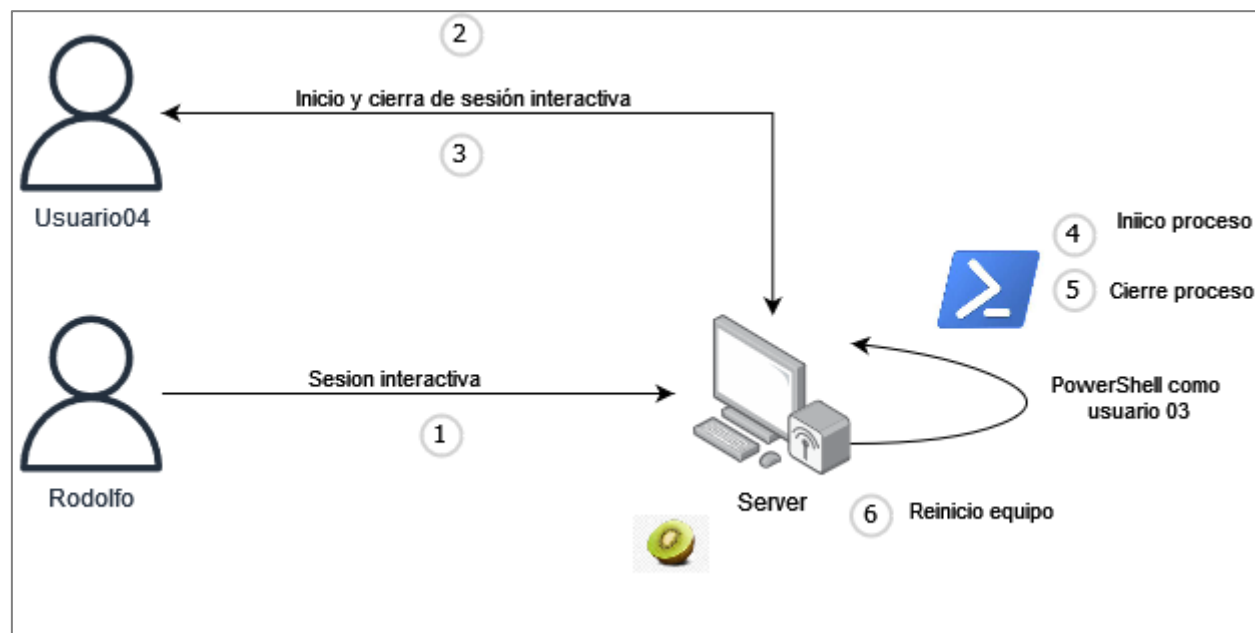 2
Inicio y cierra de sesión interactiva
3
Usuario04
4
Iniico proceso
5
Cierre proceso
Sesion interactiva
1
PowerShell como
usuario 03
Rodolfo
Server
6
Reinicio equipo